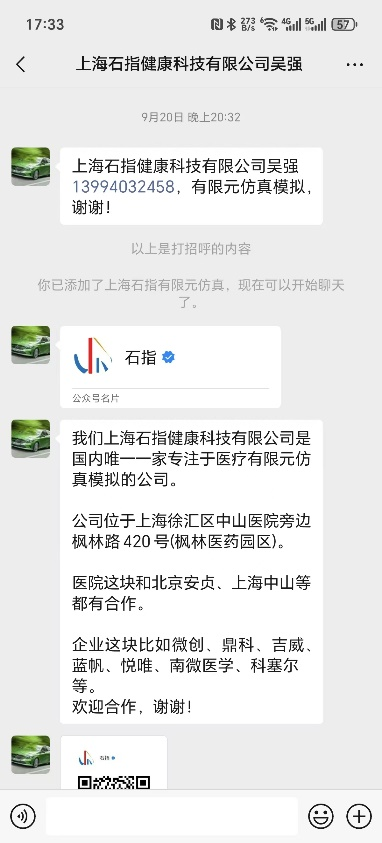 17:33
273 B/s
6
4G
5G
57
上海石指健康科技有限公司吴强
9月20日 晚上20:32
上海石指健康科技有限公司吴强
13994032458，有限元仿真模拟，
谢谢！
以上是打招呼的内容
你已添加了上海石指有限元仿真，现在可以开始聊天
了。
石指
公众号名片
我们上海石指健康科技有限公司是
国内唯一一家专注于医疗有限元仿
真模拟的公司。
公司位于上海徐汇区中山医院旁边
枫林路420号(枫林医药园区)。
医院这块和北京安贞、上海中山等
都有合作。
企业这块比如微创、鼎科、吉威、
蓝帆、悦唯、南微医学、科塞尔
等。
欢迎合作，谢谢！
石指